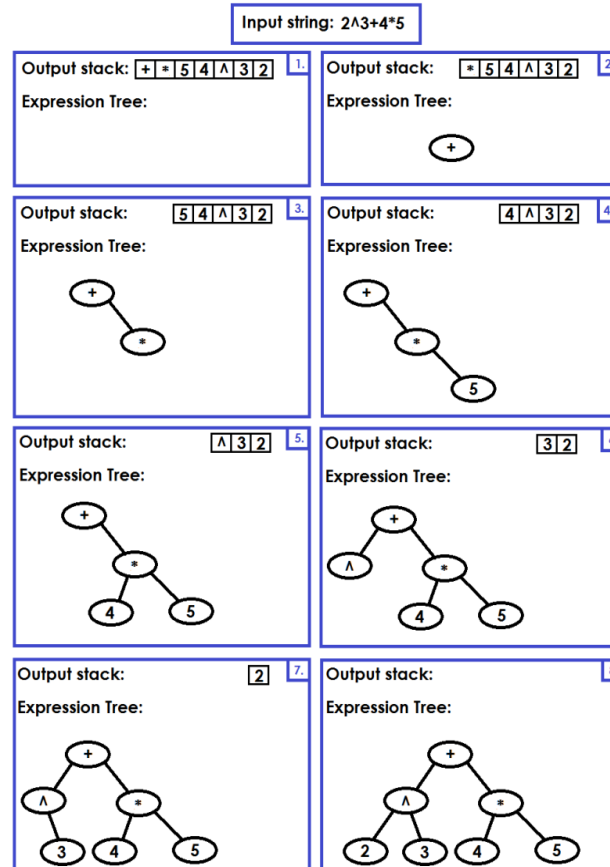 Input string: 2^3+4*5
Output stack: + * 5 4 ^ 3 2 1.
Expression Tree:
Output stack: * 5 4 ^ 3 2 2
Expression Tree:
+
Output stack: 5 4 ^ 3 2 3.
Expression Tree:
+
*
Output stack: 4 ^ 3 2 4
Expression Tree:
+
*
5
Output stack: ^ 3 2 5.
Expression Tree:
+
*
4 5
Output stack: 3 2
Expression Tree:
+
^ *
4 5
Output stack: 2 7.
Expression Tree:
+
^ *
3 4 5
Output stack:
Expression Tree:
+
^ *
2 3 4 5